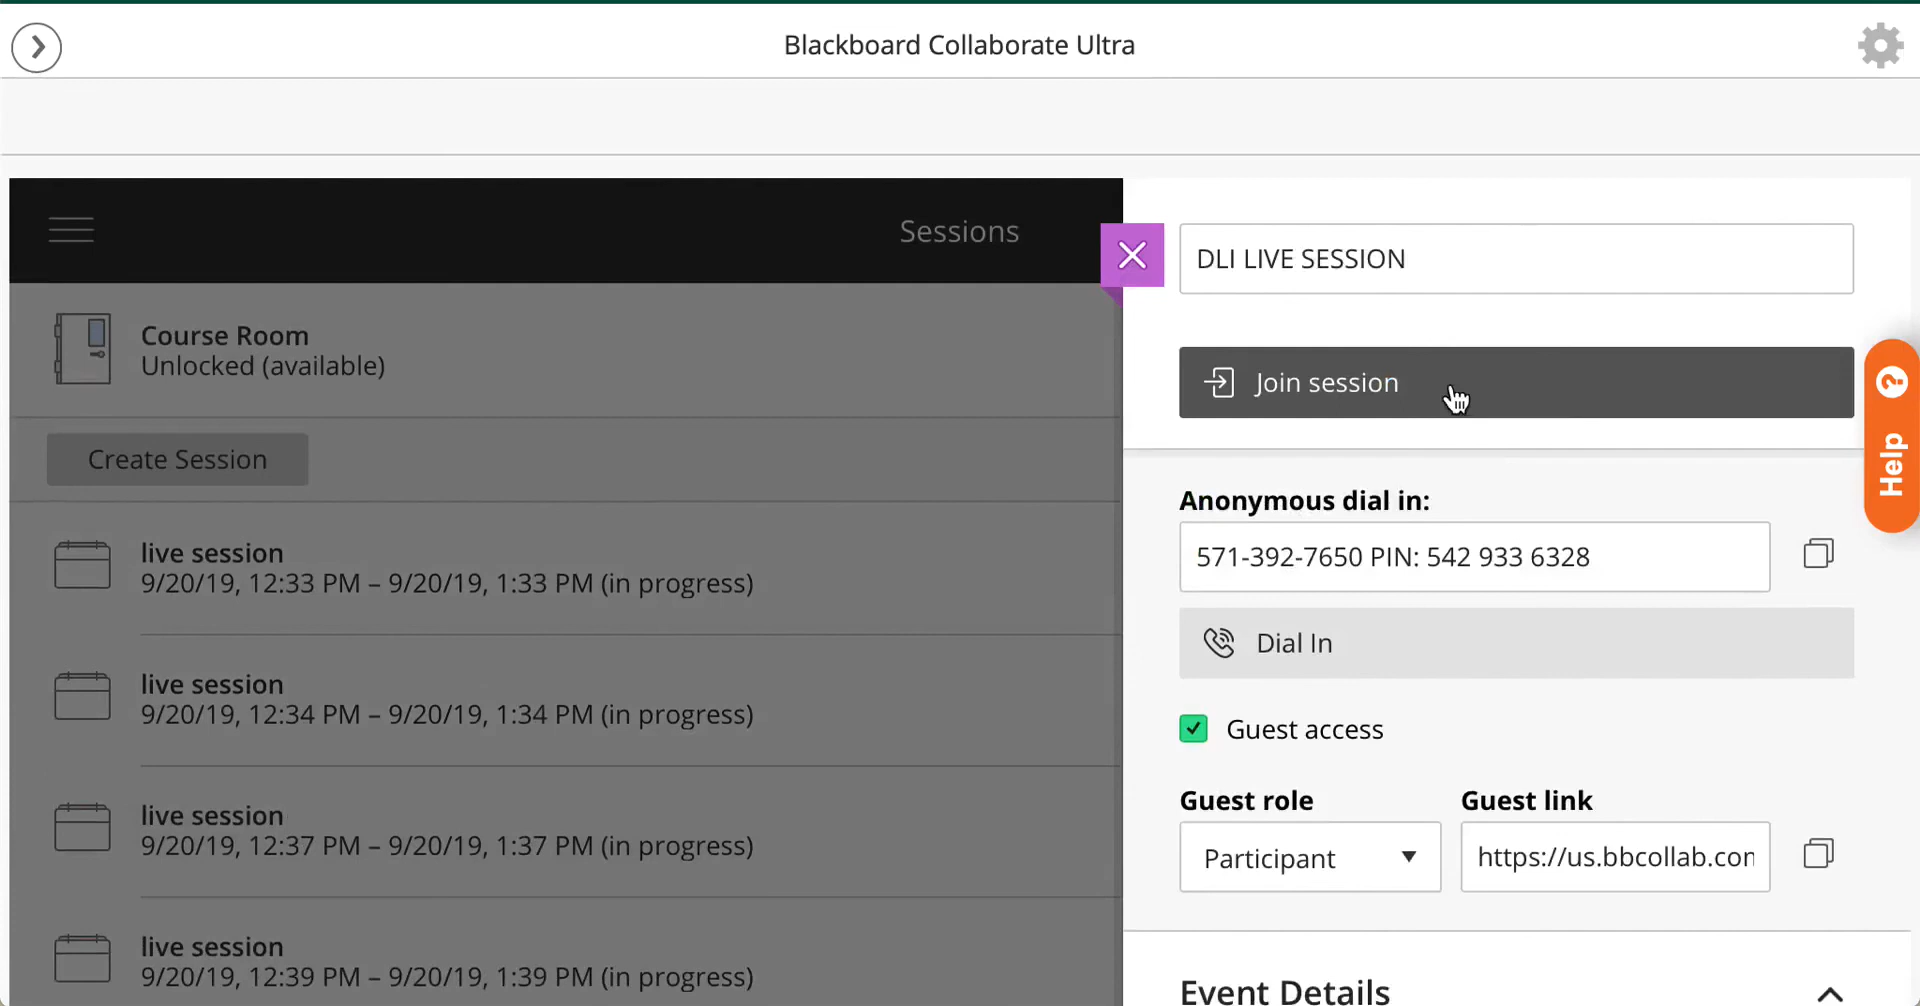 Blackboard Collaborate Ultra
Sessions
Course Room
Unlocked (available)
Create Session
live session
9/20/19, 12:33 PM – 9/20/19, 1:33 PM (in progress)
live session
9/20/19, 12:34 PM – 9/20/19, 1:34 PM (in progress)
live session
9/20/19, 12:37 PM – 9/20/19, 1:37 PM (in progress)
live session
9/20/19, 12:39 PM – 9/20/19, 1:39 PM (in progress)
DLI LIVE SESSION
Join session
Anonymous dial in:
571-392-7650 PIN: 542 933 6328
Dial In
Guest access
Guest role
Guest link
Participant
https://us.bbcollab.con
Event Details
Help ?